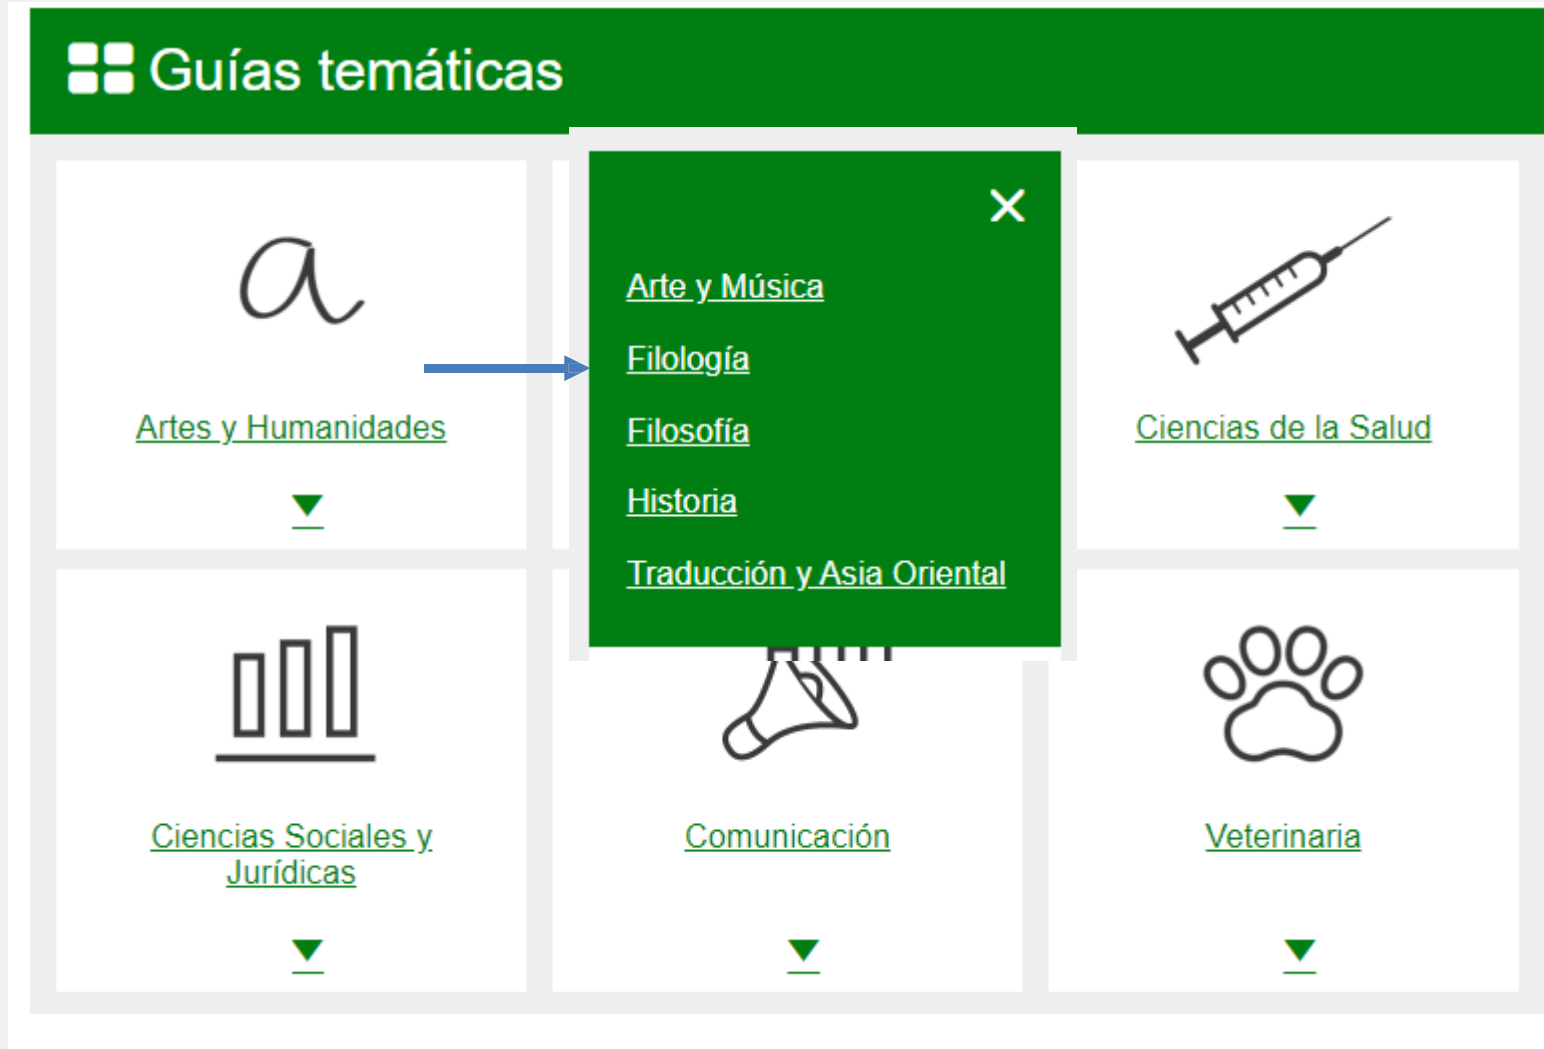 Guías temáticas
Arte y Música
Filología
Filosofía
Historia
Traducción y Asia Oriental
a
Artes y Humanidades
Ciencias de la Salud
Ciencias Sociales y
Jurídicas
Comunicación
Veterinaria